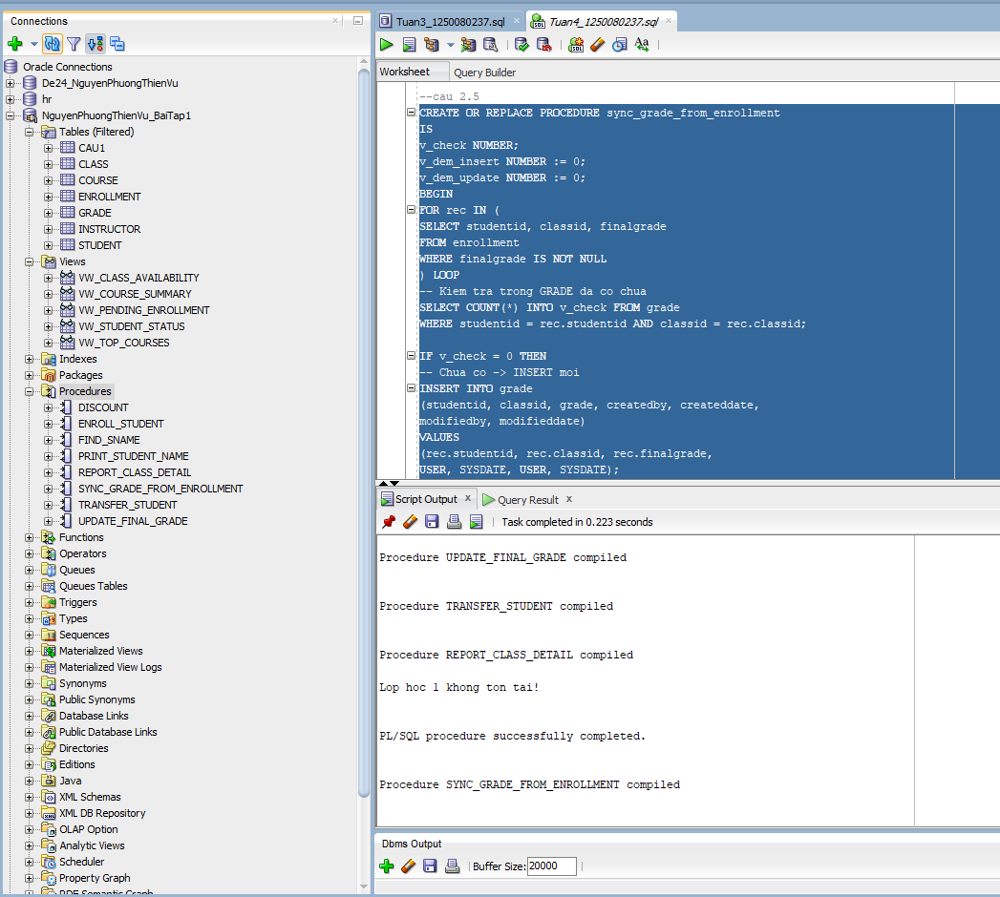 Connections
Oracle Connections
De24_NguyenPhuongThienVu
hr
NguyenPhuongThienVu_BaiTap1
Tables (Filtered)
CAU1
CLASS
COURSE
ENROLLMENT
GRADE
INSTRUCTOR
STUDENT
Views
VW_CLASS_AVAILABILITY
VW_COURSE_SUMMARY
VW_PENDING_ENROLLMENT
VW_STUDENT_STATUS
VW_TOP_COURSES
Indexes
Packages
Procedures
DISCOUNT
ENROLL_STUDENT
FIND_SNAME
PRINT_STUDENT_NAME
REPORT_CLASS_DETAIL
SYNC_GRADE_FROM_ENROLLMENT
TRANSFER_STUDENT
UPDATE_FINAL_GRADE
Functions
Operators
Queues
Queues Tables
Triggers
Types
Sequences
Materialized Views
Materialized View Logs
Synonyms
Public Synonyms
Database Links
Public Database Links
Directories
Editions
Java
XML Schemas
XML DB Repository
OLAP Option
Analytic Views
Scheduler
Property Graph
RDF Semantic Graph
Tuan3_1250080237.sql
Tuan4_1250080237.sql
Worksheet
Query Builder
--cau 2.5
CREATE OR REPLACE PROCEDURE sync_grade_from_enrollment
IS
v_check NUMBER;
v_dem_insert NUMBER := 0;
v_dem_update NUMBER := 0;
BEGIN
FOR rec IN (
SELECT studentid, classid, finalgrade
FROM enrollment
WHERE finalgrade IS NOT NULL
) LOOP
-- Kiem tra trong GRADE da co chua
SELECT COUNT(*) INTO v_check FROM grade
WHERE studentid = rec.studentid AND classid = rec.classid;
IF v_check = 0 THEN
-- Chua co -> INSERT moi
INSERT INTO grade
(studentid, classid, grade, createdby, createddate,
modifiedby, modifieddate)
VALUES
(rec.studentid, rec.classid, rec.finalgrade,
USER, SYSDATE, USER, SYSDATE);
Script Output
Query Result
Task completed in 0.223 seconds
Procedure UPDATE_FINAL_GRADE compiled
Procedure TRANSFER_STUDENT compiled
Procedure REPORT_CLASS_DETAIL compiled
Lop hoc 1 khong ton tai!
PL/SQL procedure successfully completed.
Procedure SYNC_GRADE_FROM_ENROLLMENT compiled
Dbms Output
Buffer Size: 20000